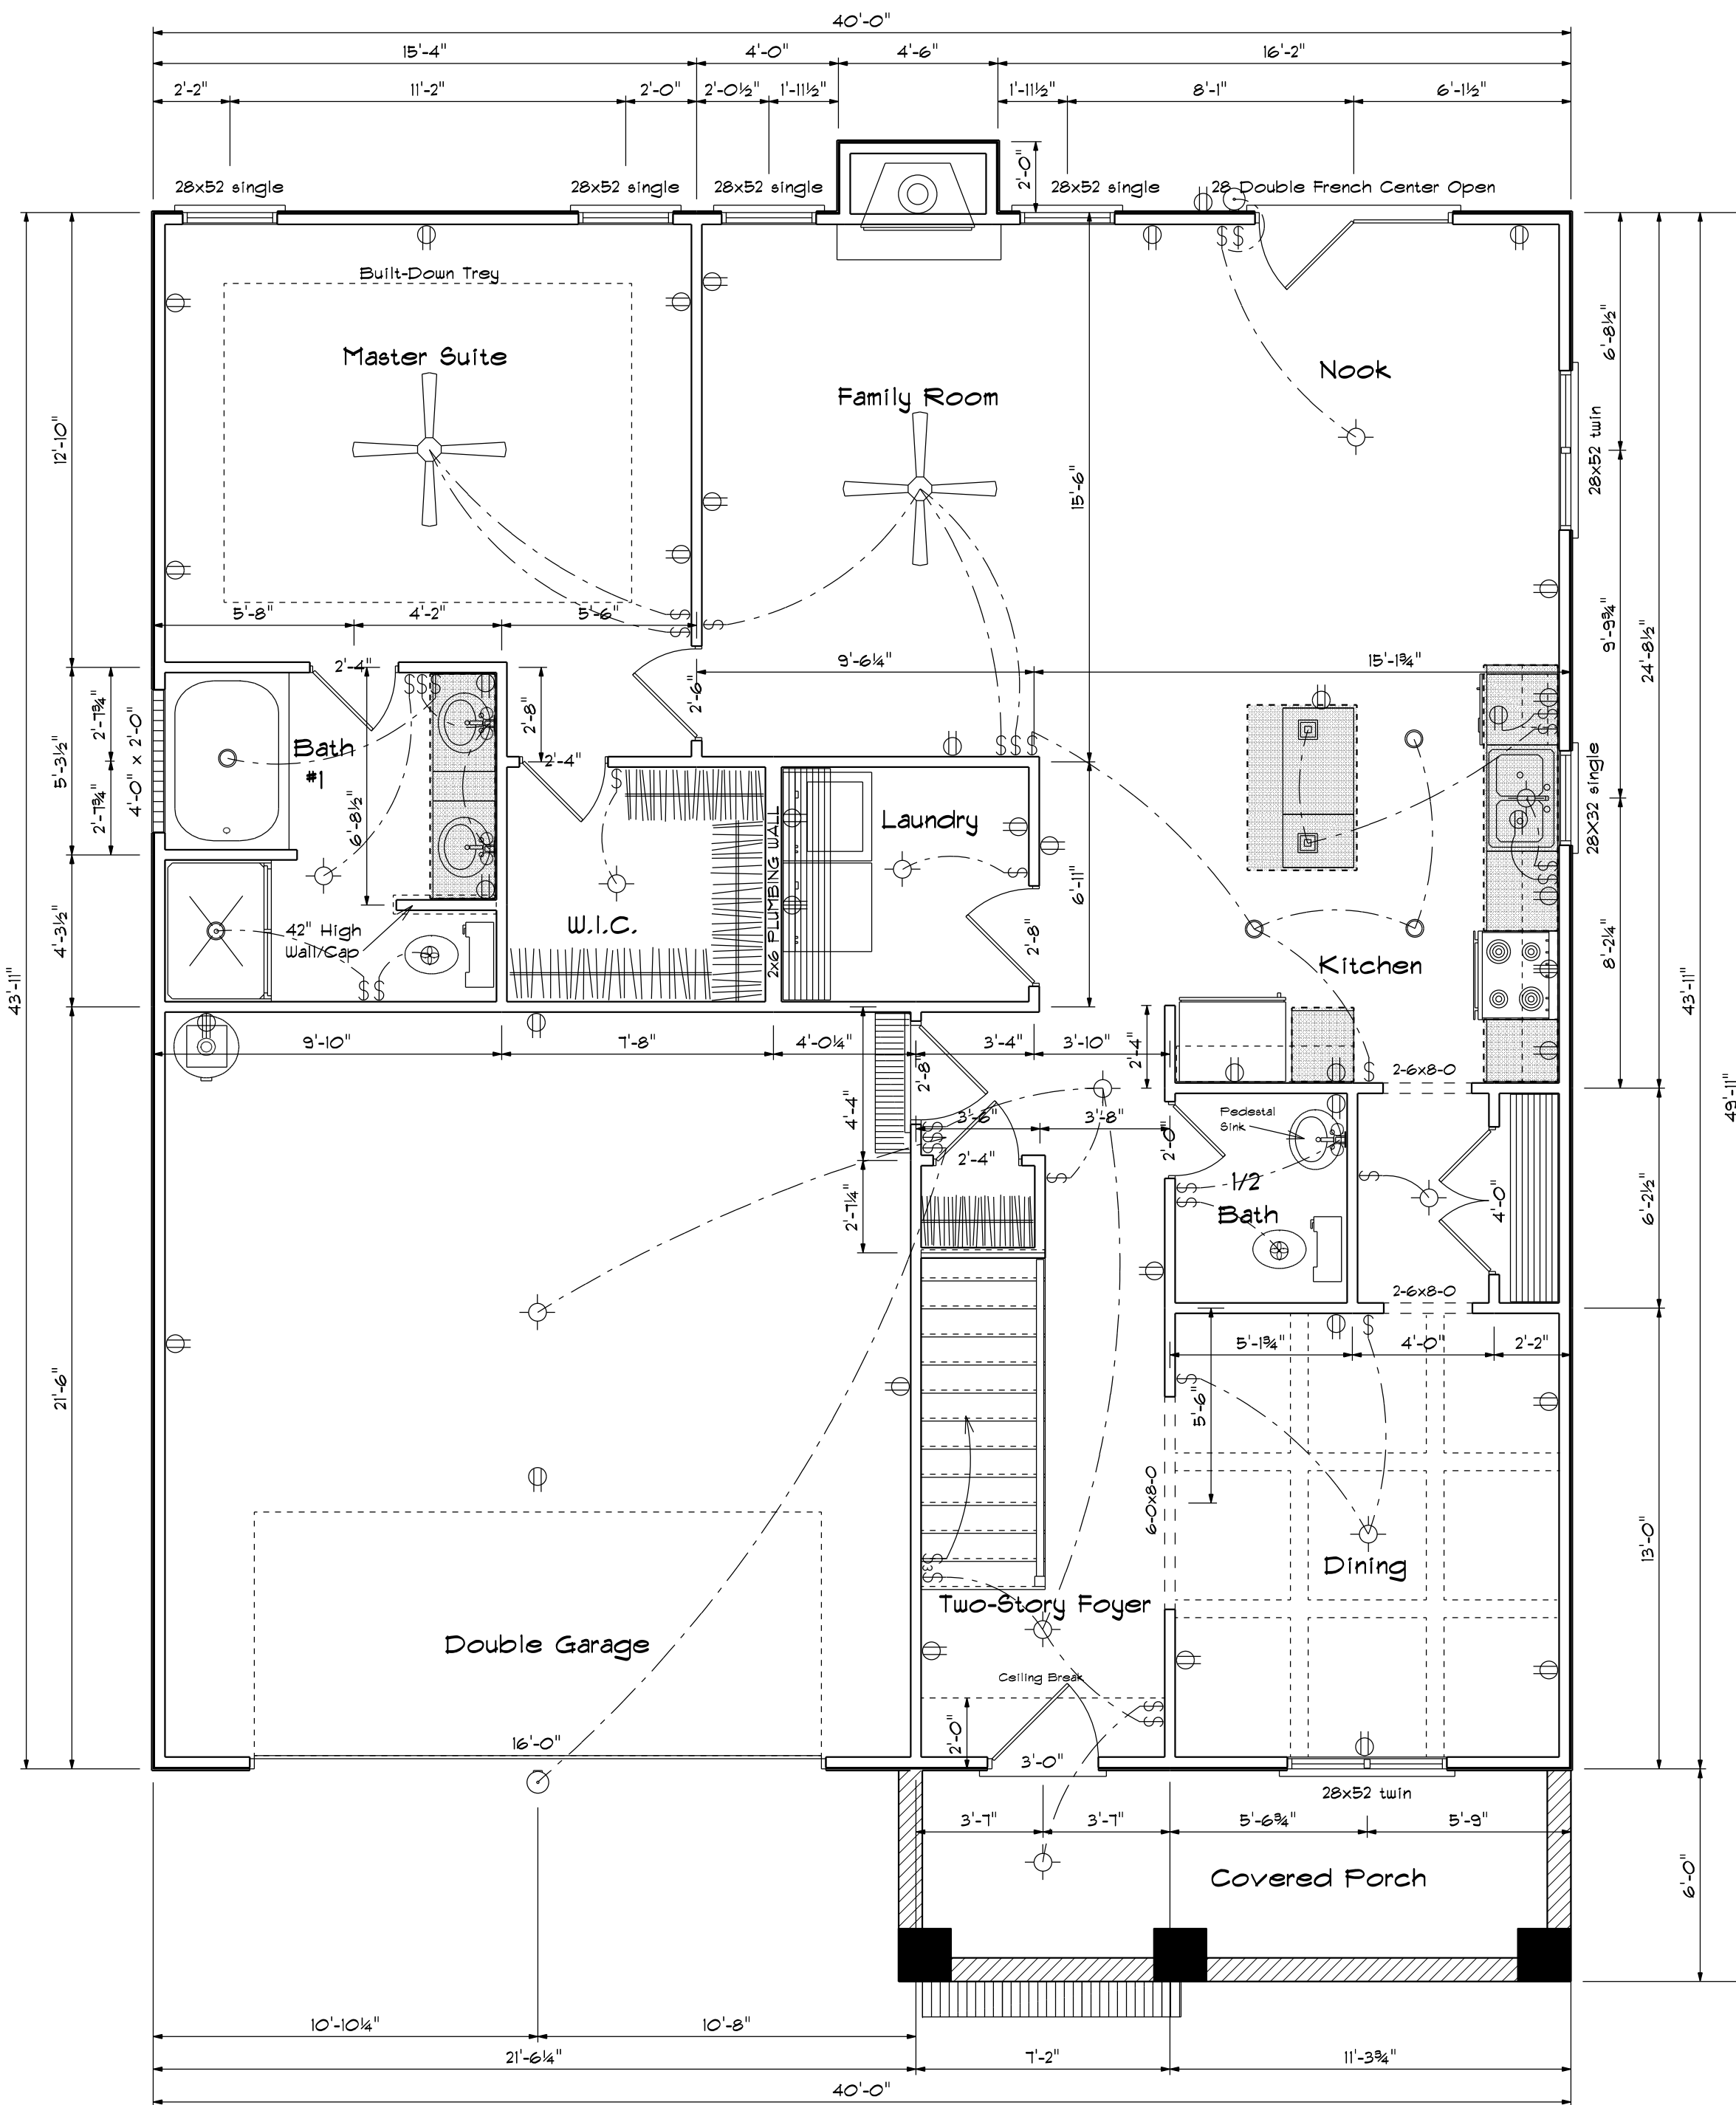 40'-0"
15'-4" 4'-0" 4'-6" 16'-2"
2'-2" 11'-2" 2'-0" 2'-0½" 1'-11½" 1'-11½" 8'-1" 6'-1½"
2'-0"
28x52 single 28x52 single 28x52 single 28x52 single 28 Double French Center Open
Built-Down Trey
Master Suite
Family Room
Nook
6'-8½"
28x52 twin
12'-10"
15'-6"
9'-9¾"
24'-8½"
5'-8" 4'-2" 5'-6"
2'-4"
9'-6¼" 15'-1¾"
2'-6"
2'-8"
2'-4"
5'-3½"
2'-7¾"
2'-7¾"
4'-0" x 2'-0"
Bath
#1
6'-8½"
Laundry
28X32 single
2x6 PLUMBING WALL
W.I.C.
6'-11"
2'-8"
42" High
Wall/Cap
4'-3½"
Kitchen
8'-2¼"
43'-11"
43'-11"
49'-11"
9'-10" 7'-8" 4'-0¼" 3'-4" 3'-10"
2'-4"
2'-8"
2-6x8-0
4'-4"
3'-6" 3'-8"
2'-0"
Pedestal
Sink
2'-4"
1/2
Bath
2'-7¼"
4'-0"
6'-2½"
2-6x8-0
5'-1¾" 4'-0" 2'-2"
21'-6"
5'-6"
6-0x8-0
13'-0"
Dining
3
Two-Story Foyer
Double Garage
Ceiling Break
2'-0"
16'-0"
3'-0"
28x52 twin
3'-7" 3'-7" 5'-6¾" 5'-9"
Covered Porch
6'-0"
10'-10¼" 10'-8"
21'-6¼" 7'-2" 11'-3¾"
40'-0"